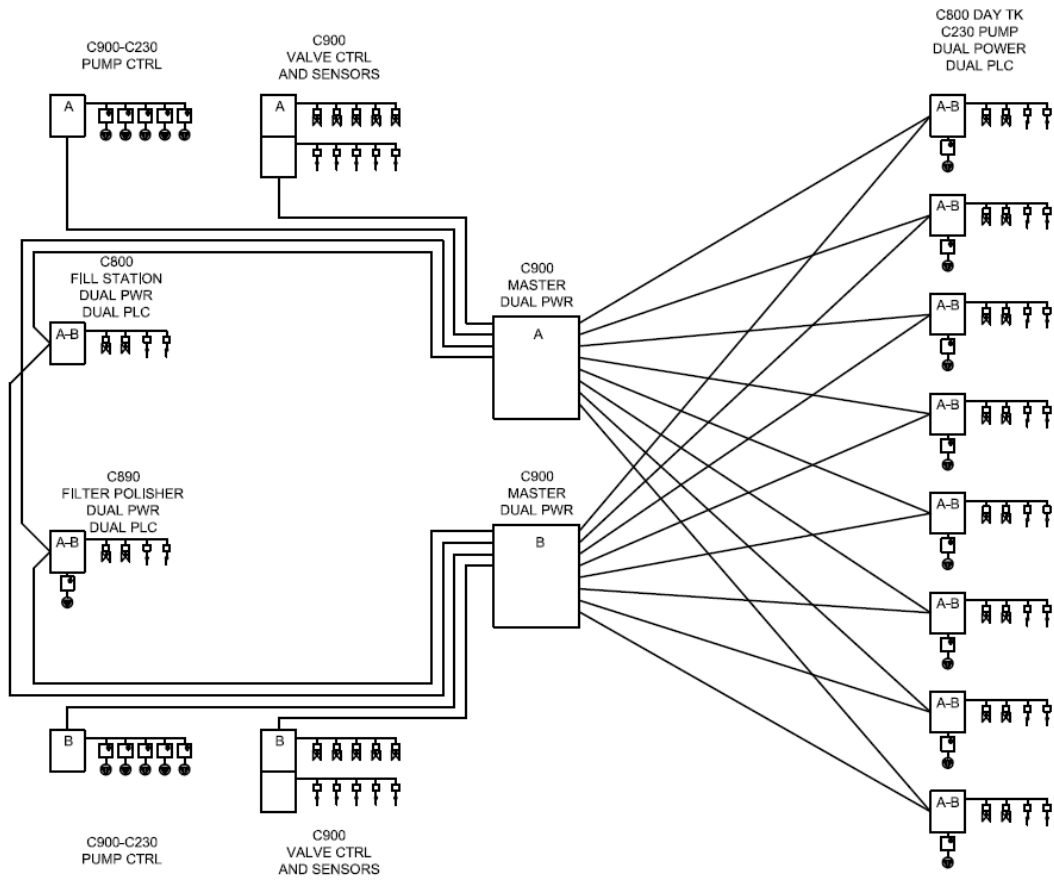 C900-C230
PUMP CTRL
A
C900
VALVE CTRL
AND SENSORS
A
C800 DAY TK
C230 PUMP
DUAL POWER
DUAL PLC
A-B
A-B
A-B
A-B
A-B
A-B
A-B
A-B
C800
FILL STATION
DUAL PWR
DUAL PLC
A-B
C900
MASTER
DUAL PWR
A
C890
FILTER POLISHER
DUAL PWR
DUAL PLC
A-B
C900
MASTER
DUAL PWR
B
B
C900-C230
PUMP CTRL
B
C900
VALVE CTRL
AND SENSORS